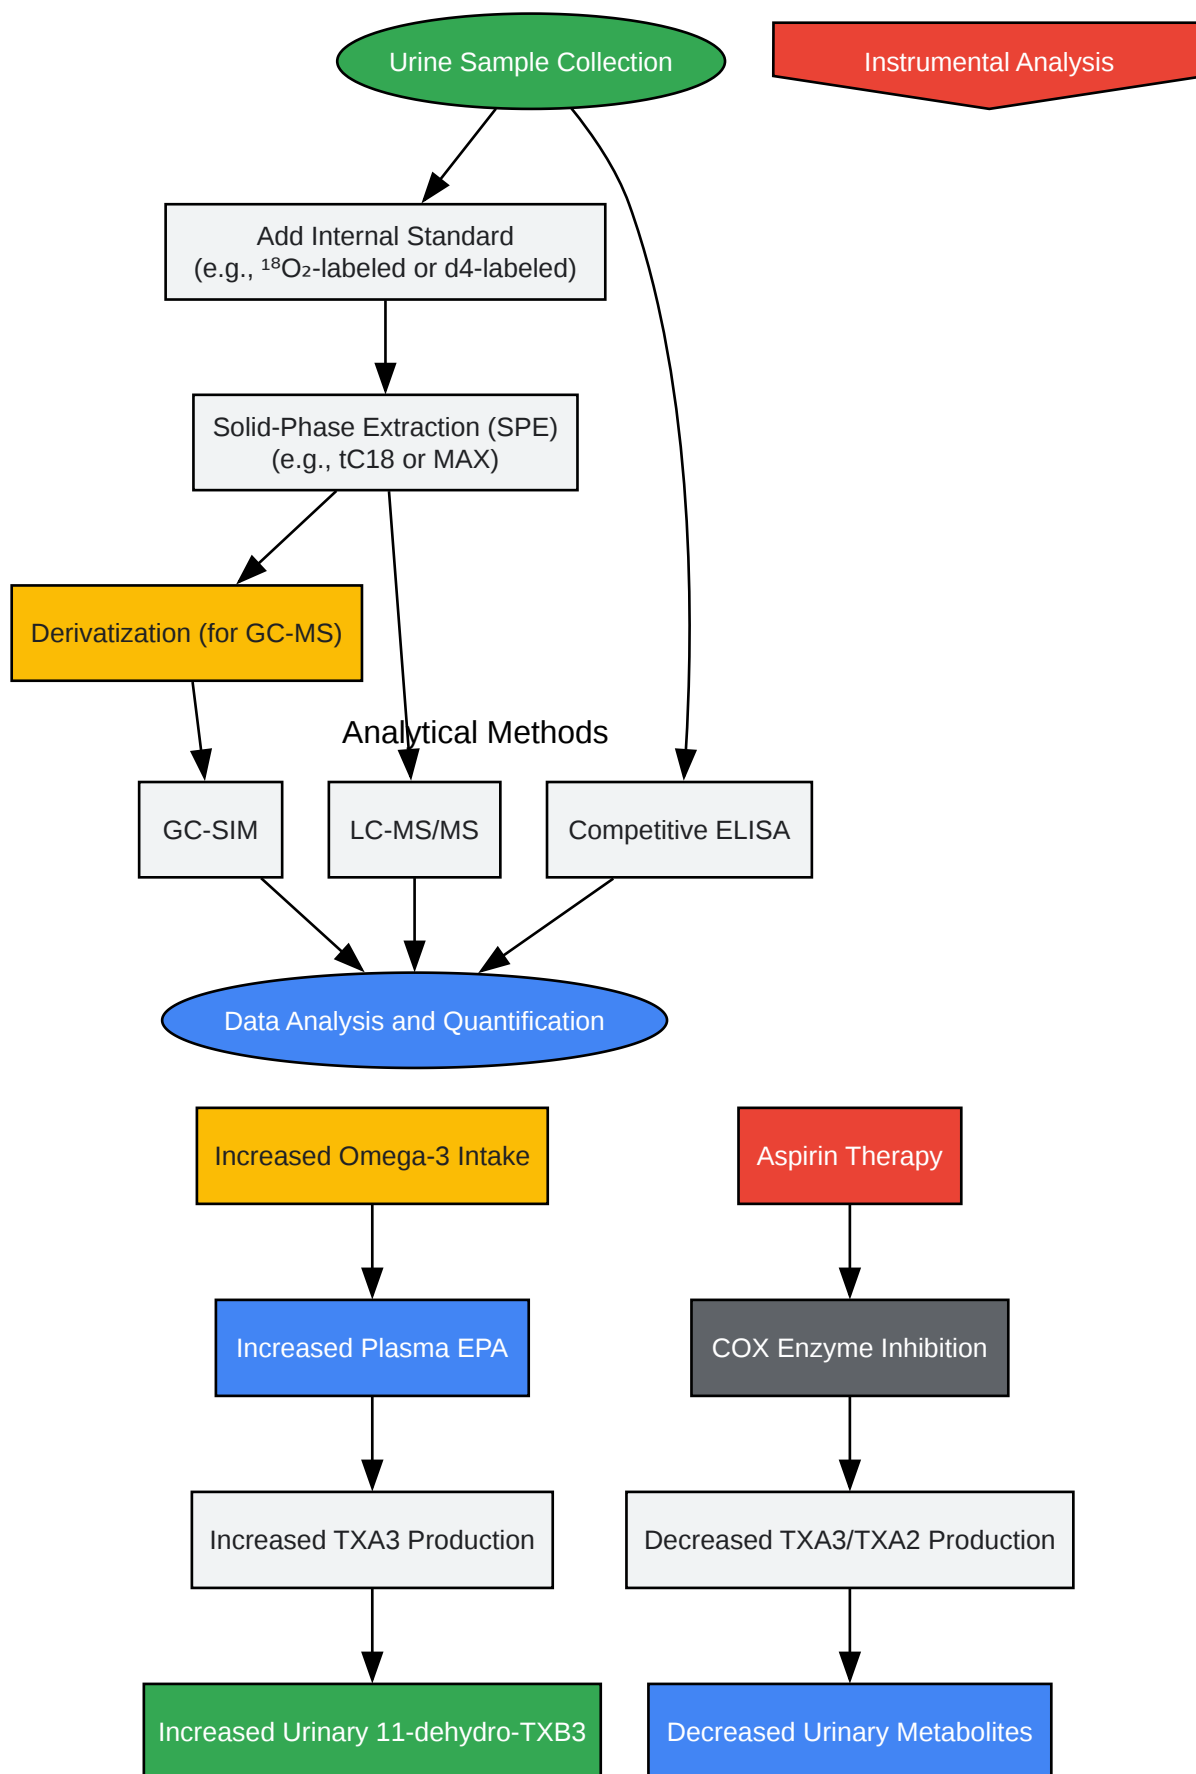 Urine Sample Collection
Instrumental Analysis
Add Internal Standard
(e.g., ¹⁸O₂-labeled or d4-labeled)
Solid-Phase Extraction (SPE)
(e.g., tC18 or MAX)
Derivatization (for GC-MS)
Analytical Methods
GC-SIM
LC-MS/MS
Competitive ELISA
Data Analysis and Quantification
Increased Omega-3 Intake
Aspirin Therapy
Increased Plasma EPA
COX Enzyme Inhibition
Increased TXA3 Production
Decreased TXA3/TXA2 Production
Increased Urinary 11-dehydro-TXB3
Decreased Urinary Metabolites